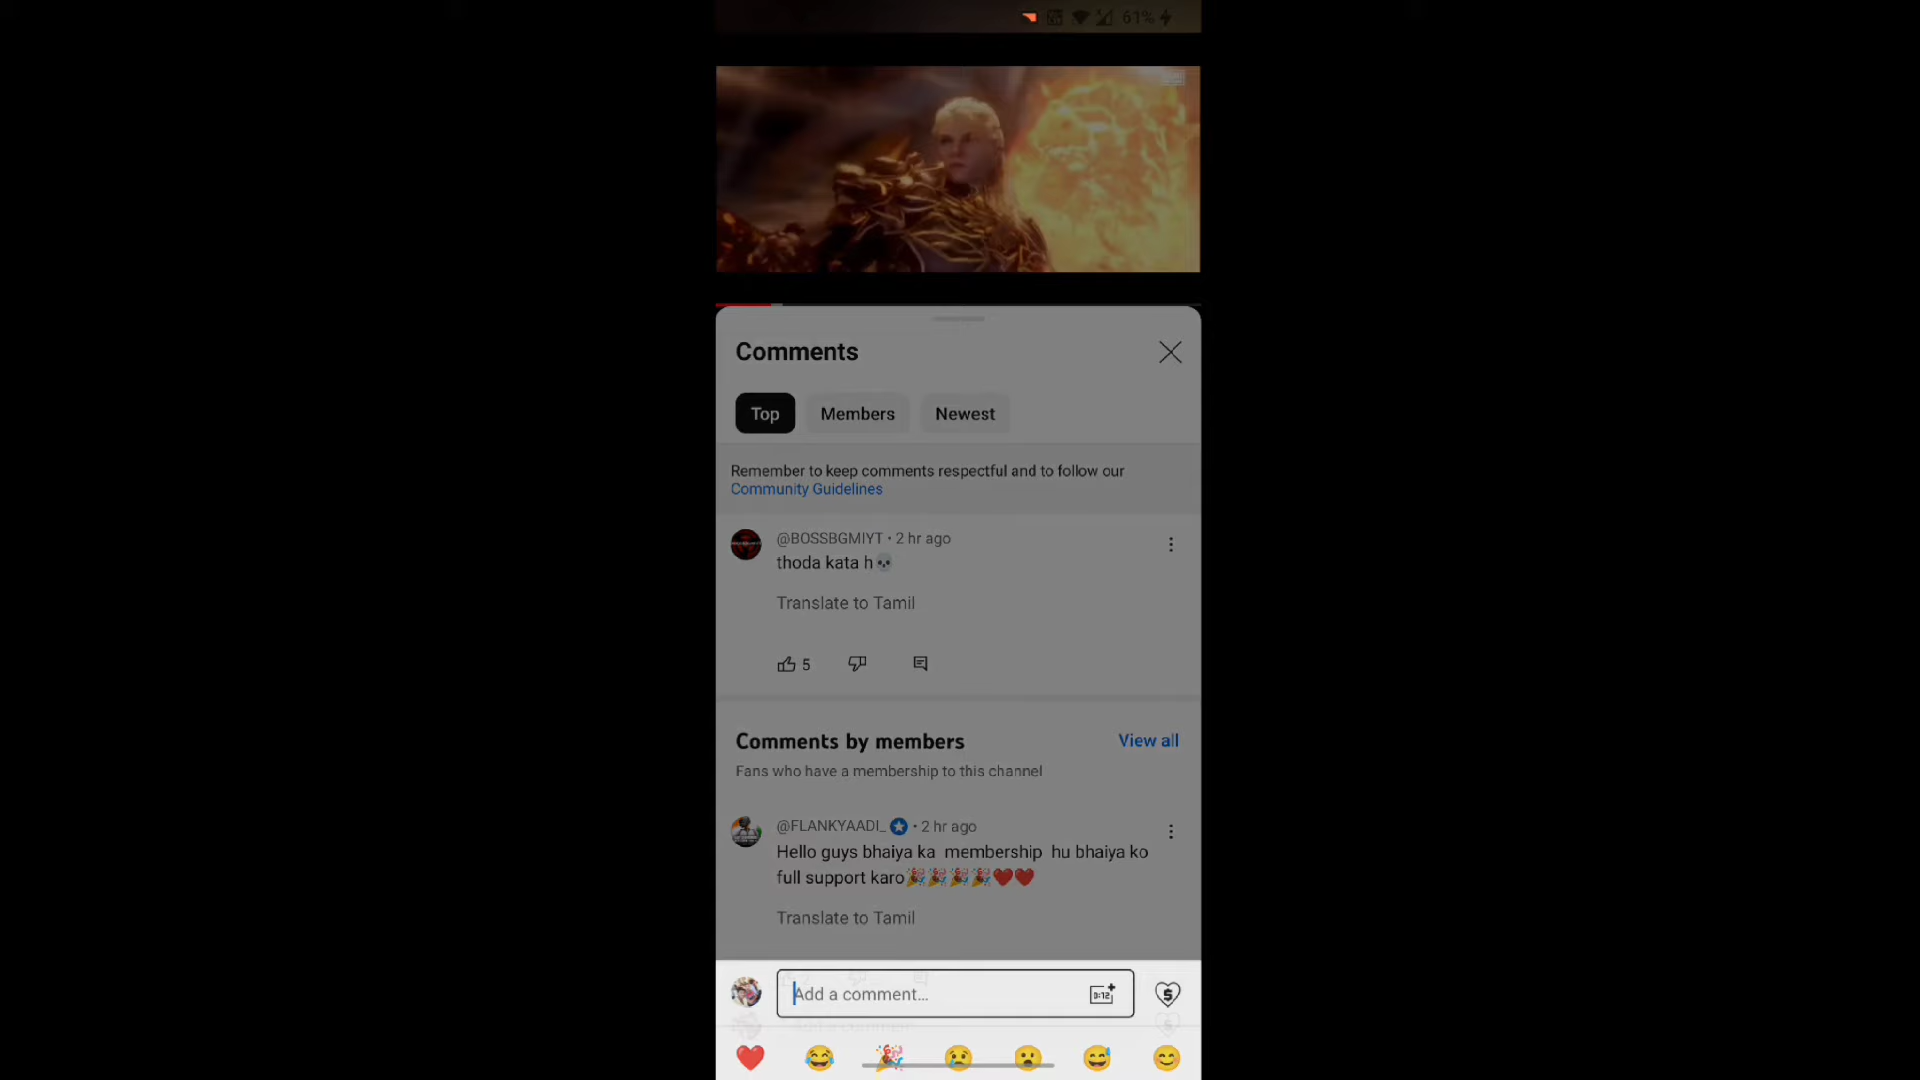 61%
Comments
Top Members Newest
Remember to keep comments respectful and to follow our
Community Guidelines
@BOSSBGMIYT • 2 hr ago
thoda kata h💀
Translate to Tamil
5
Comments by members View all
Fans who have a membership to this channel
@FLANKYAADI_ • 2 hr ago
Hello guys bhaiya ka membership hu bhaiya ko
full support karo🎉🎉🎉🎉❤️❤️
Translate to Tamil
Add a comment...